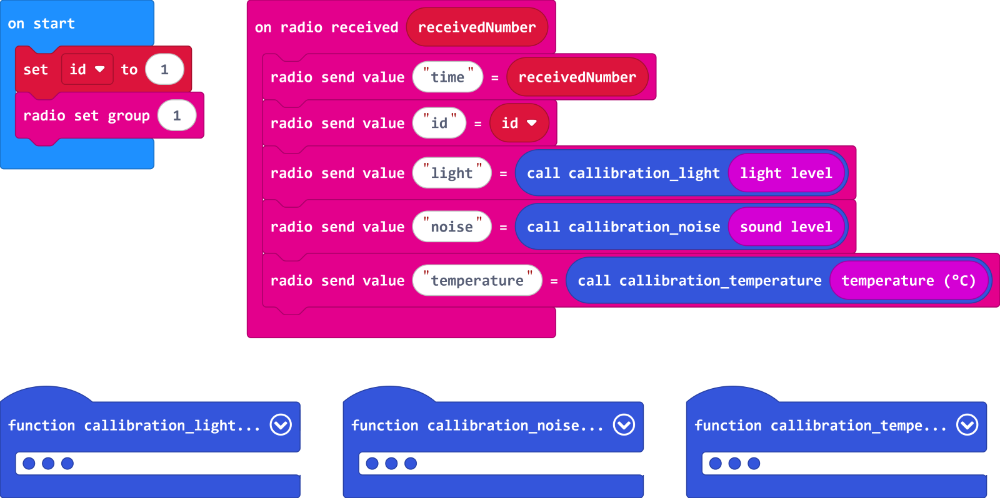 on start
set id to 1
radio set group 1
on radio received receivedNumber
radio send value "time" = receivedNumber
radio send value "id" = id
radio send value "light" = call callibration_light light level
radio send value "noise" = call callibration_noise sound level
radio send value "temperature" = call callibration_temperature temperature (°C)
function callibration_light...
function callibration_noise...
function callibration_tempe...